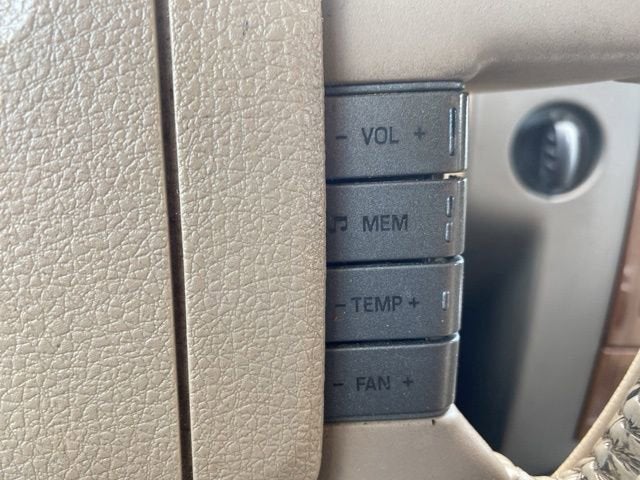 - VOL +
♫ MEM
- TEMP +
- FAN +